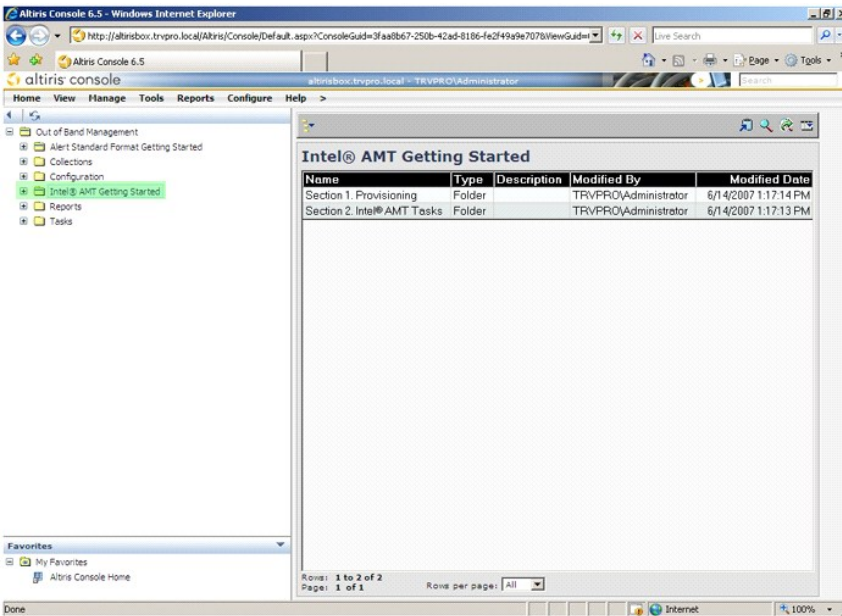 Altiris Console 6.5 - Windows Internet Explorer
http://altirisbox.trvpro.local/Altiris/Console/Default.aspx?ConsoleGuid=3faa8b67-250b-42ad-8186-fe2f49a9e707&ViewGuid=
Live Search
Altiris Console 6.5
Page
Tools
altiris console
altirisbox.trvpro.local - TRVPRO\Administrator
Search
Home View Manage Tools Reports Configure Help >
Out of Band Management
Alert Standard Format Getting Started
Collections
Configuration
Intel® AMT Getting Started
Reports
Tasks
Intel® AMT Getting Started
Name Type Description Modified By Modified Date
Section 1. Provisioning Folder TRVPRO\Administrator 6/14/2007 1:17:14 PM
Section 2. Intel® AMT Tasks Folder TRVPRO\Administrator 6/14/2007 1:17:13 PM
Favorites
My Favorites
Altiris Console Home
Rows: 1 to 2 of 2
Page: 1 of 1
Rows per page: All
Done
Internet
100%